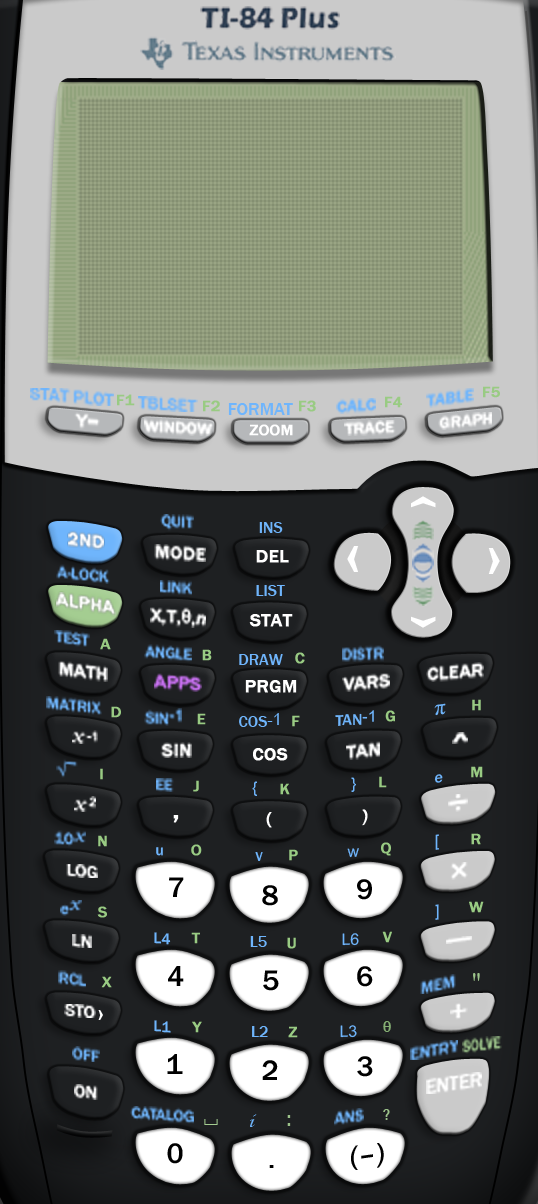 TI-84 Plus
TEXAS INSTRUMENTS
STAT PLOT F1 TBLSET F2 FORMAT F3 CALC F4 TABLE F5
Y= WINDOW ZOOM TRACE GRAPH
QUIT INS
2ND MODE DEL
A-LOCK LINK LIST
ALPHA X,T,θ,n STAT
TEST A ANGLE B DRAW C DISTR
MATH APPS PRGM VARS CLEAR
MATRIX D SIN⁻¹ E COS⁻¹ F TAN⁻¹ G π H
x⁻¹ SIN COS TAN ^
√‾ I EE J { K } L e M
x² , ( ) ÷
10ˣ N u O v P w Q [ R
LOG 7 8 9 ×
eˣ S L4 T L5 U L6 V ] W
LN 4 5 6 —
RCL X L1 Y L2 Z L3 θ MEM "
STO› 1 2 3 +
OFF CATALOG ⎵ i : ANS ? ENTRY SOLVE
ON 0 . (–) ENTER